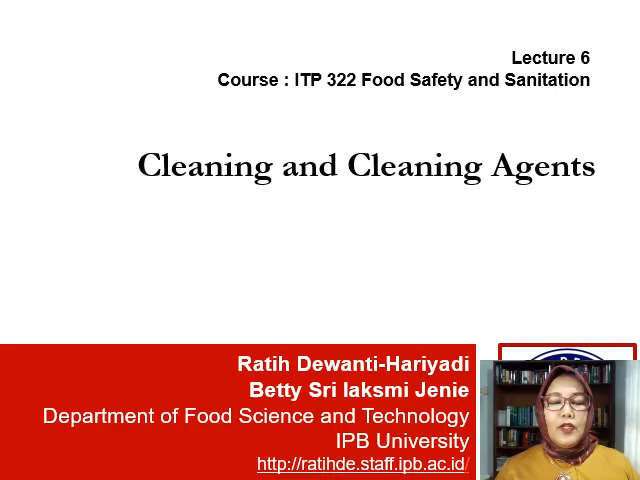 Lecture 6
Course : ITP 322 Food Safety and Sanitation
Cleaning and Cleaning Agents
Ratih Dewanti-Hariyadi
Betty Sri laksmi Jenie
Department of Food Science and Technology
IPB University
http://ratihde.staff.ipb.ac.id/